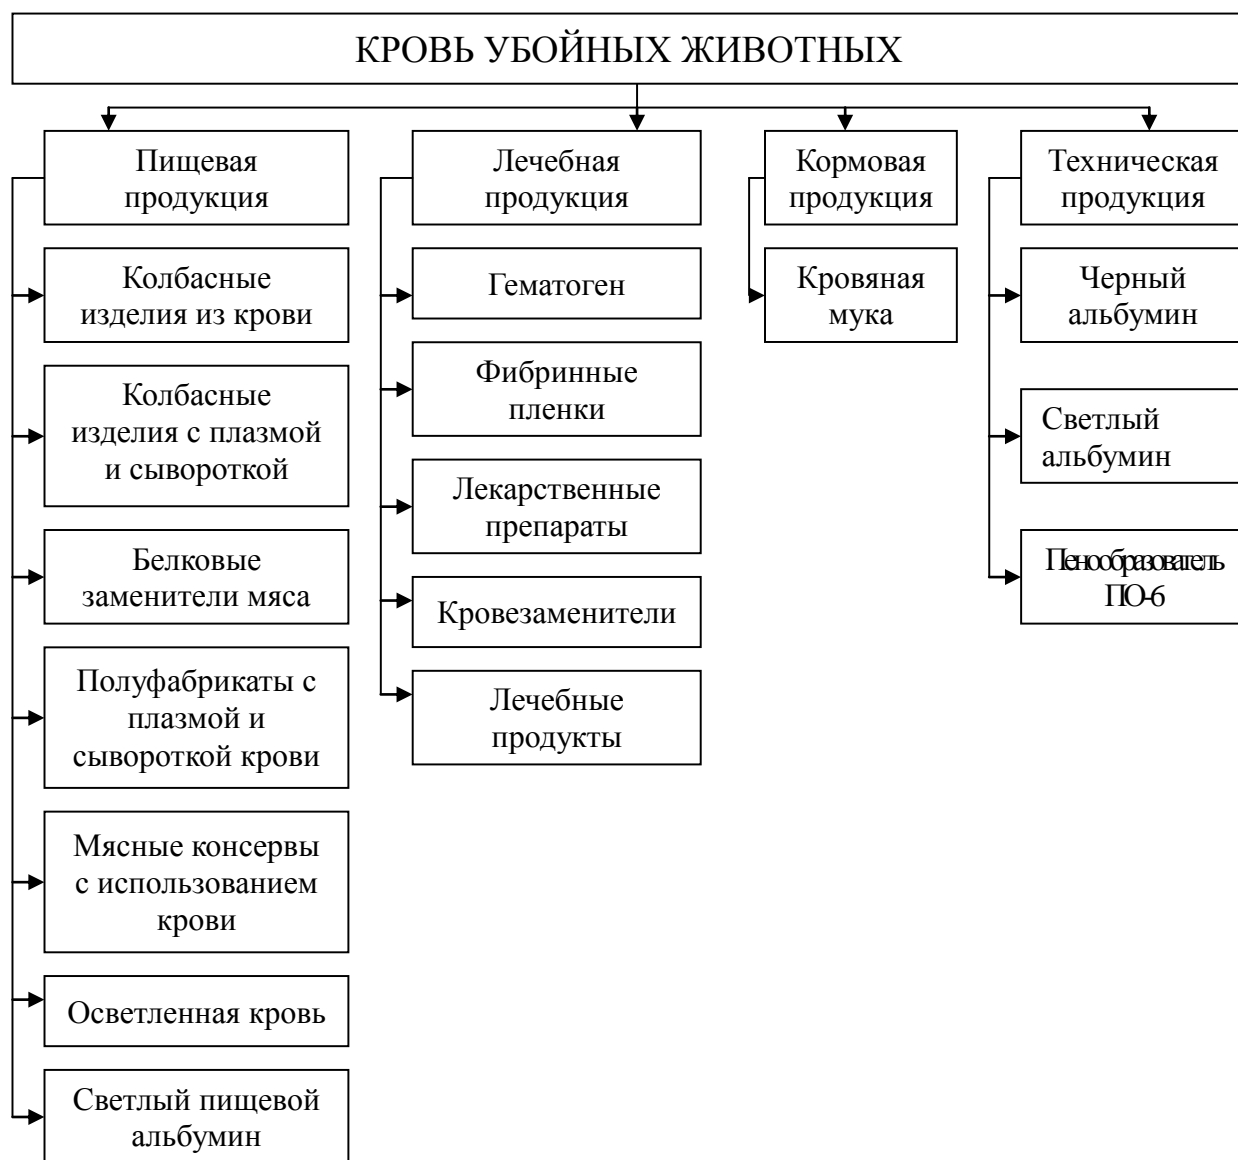 КРОВЬ УБОЙНЫХ ЖИВОТНЫХ
Пищевая
продукция
Колбасные
изделия из крови
Колбасные
изделия с плазмой
и сывороткой
Белковые
заменители мяса
Полуфабрикаты с
плазмой и
сывороткой крови
Мясные консервы
с использованием
крови
Осветленная кровь
Светлый пищевой
альбумин
Лечебная
продукция
Гематоген
Фибринные
пленки
Лекарственные
препараты
Кровезаменители
Лечебные
продукты
Кормовая
продукция
Кровяная
мука
Техническая
продукция
Черный
альбумин
Светлый
альбумин
Пенообразователь
ПО-6